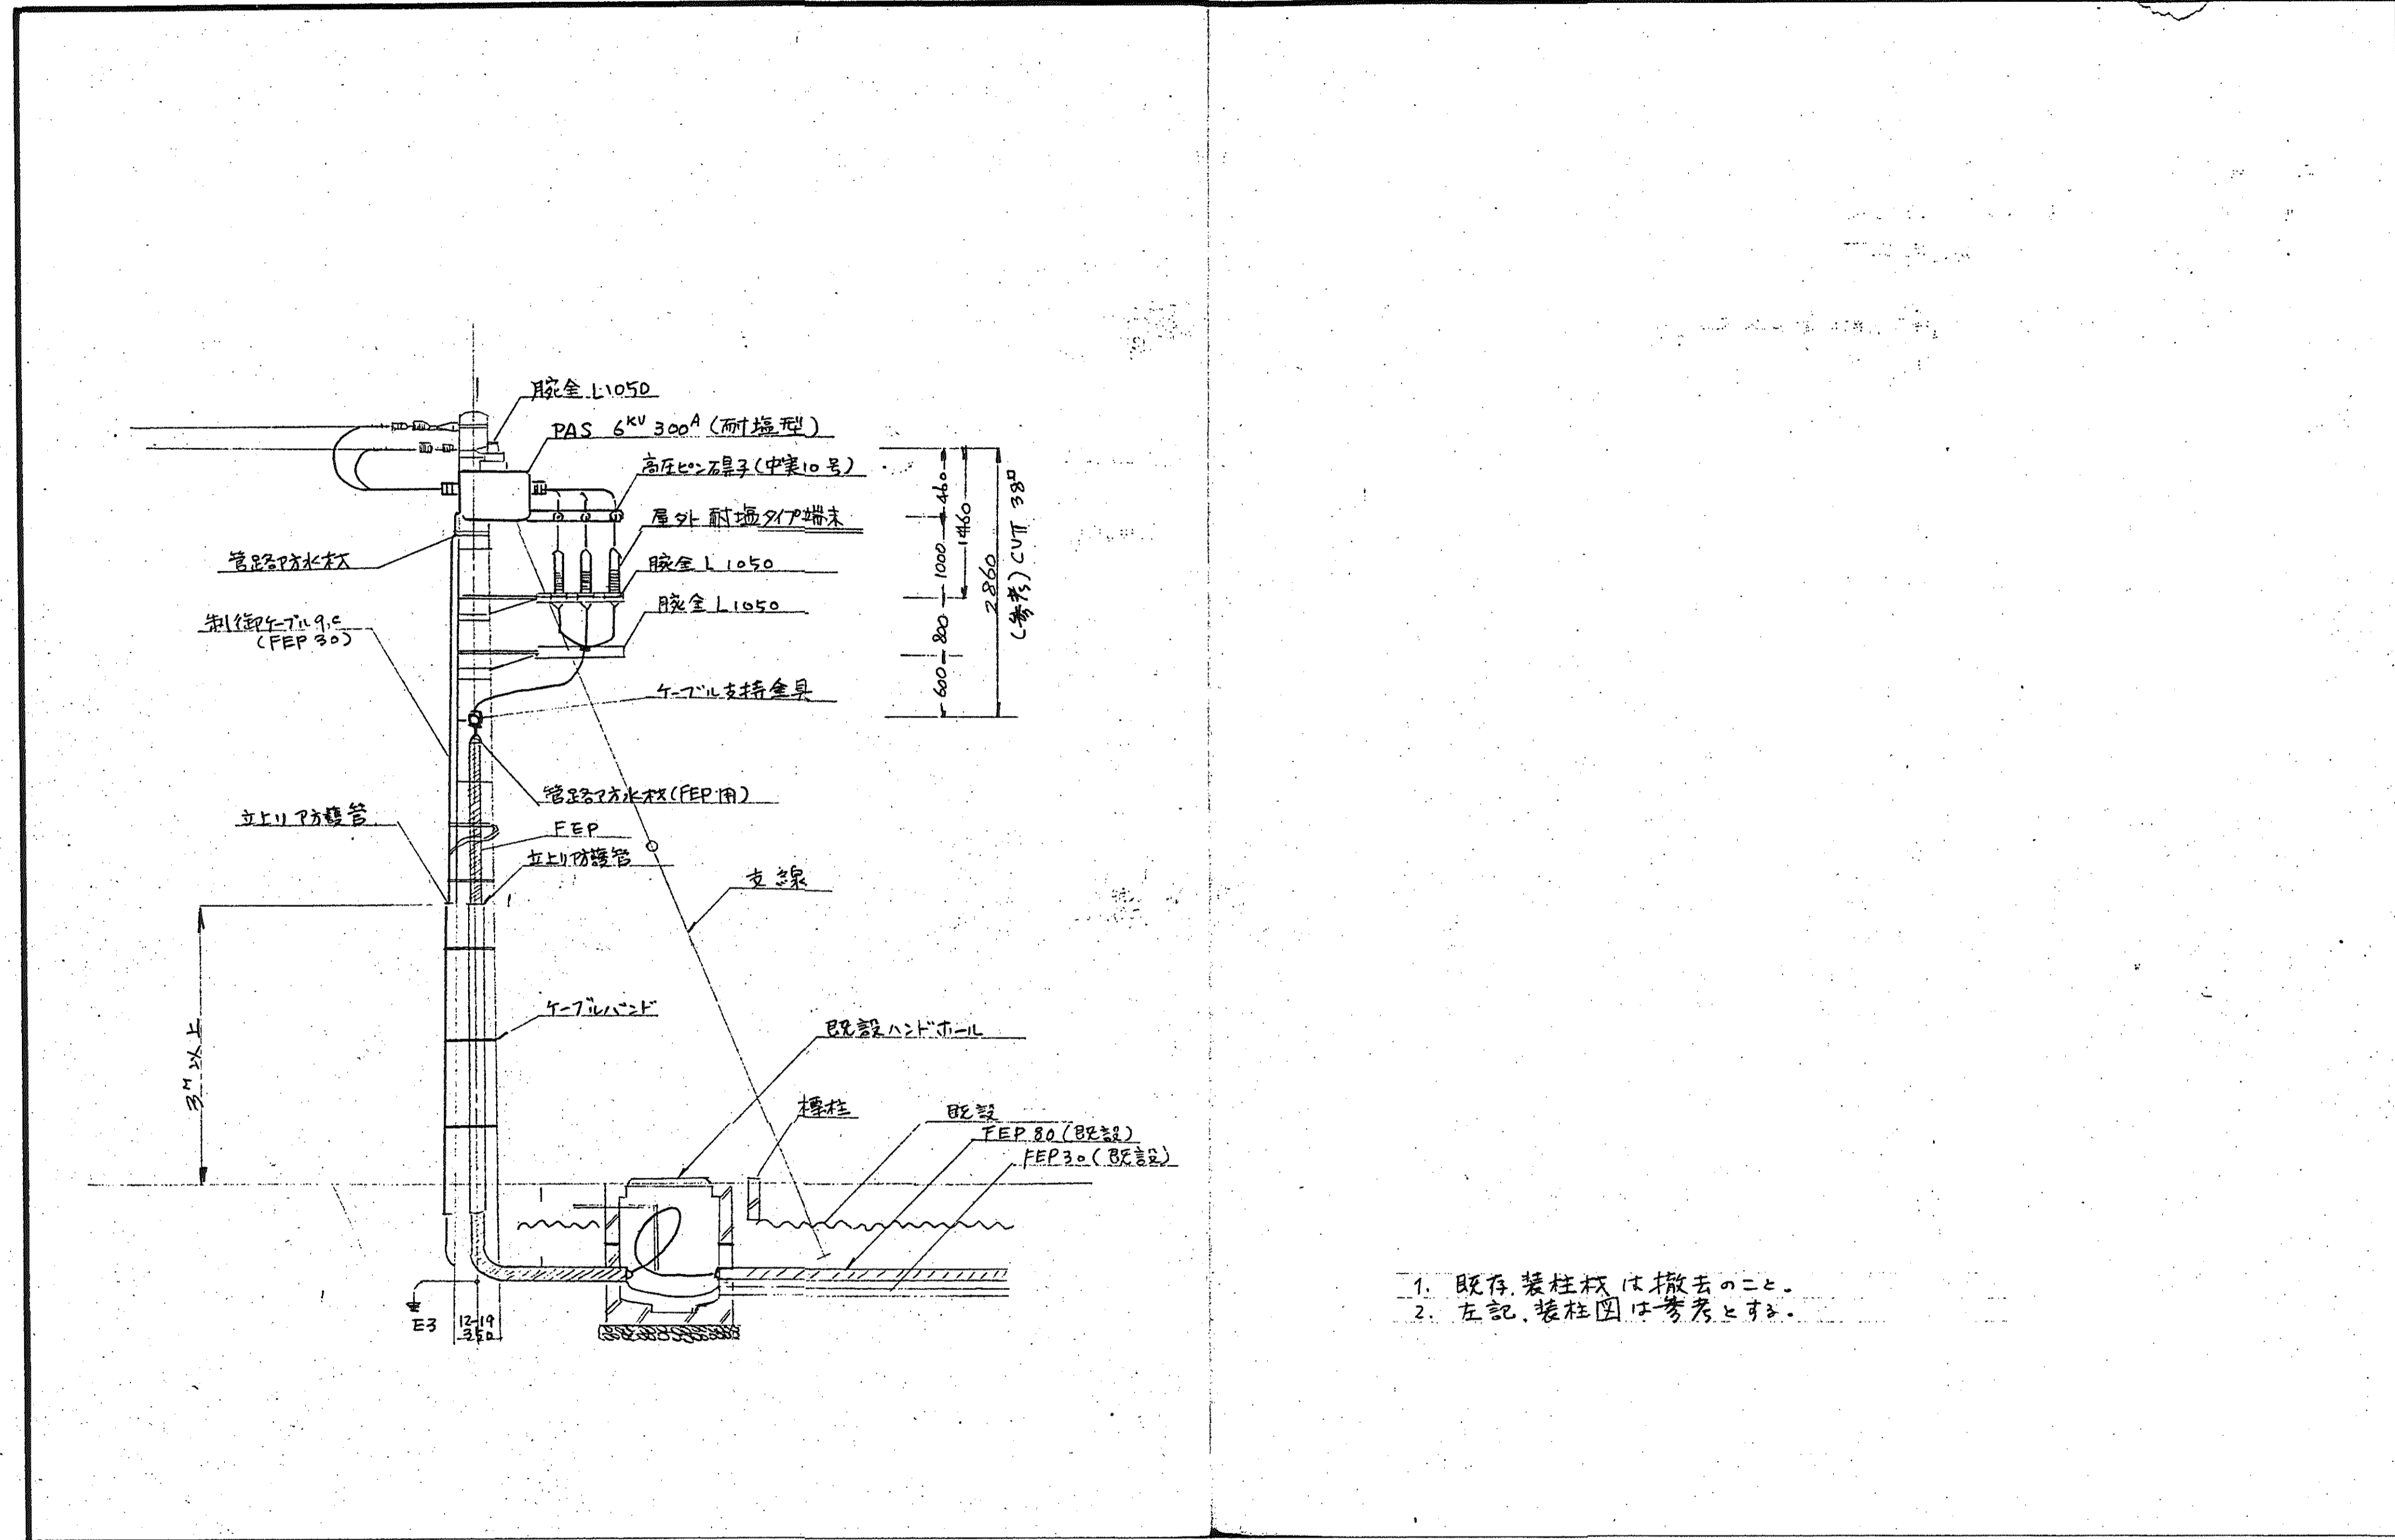 腕金 L1050
PAS 6KV 300A (耐塩型)
高圧ピン碍子(中実10号)
屋外 耐塩タイプ端末
腕金 L 1050
腕金 L1050
管路防水材
制御ケーブル 9.C
(FEP 30)
ケーブル支持金具
管路防水材(FEP用)
立上り防護管
FEP
立上り防護管
支線
460
1460
1000
2860
(参考) CVT 38□
800
600
3M以上
ケーブルバンド
既設ハンドホール
標柱
既設
FEP 80 (既設)
FEP 30 (既設)
E3
12-19
350
1. 既存.装柱材は撤去のこと.
2. 左記.装柱図は参考とする.